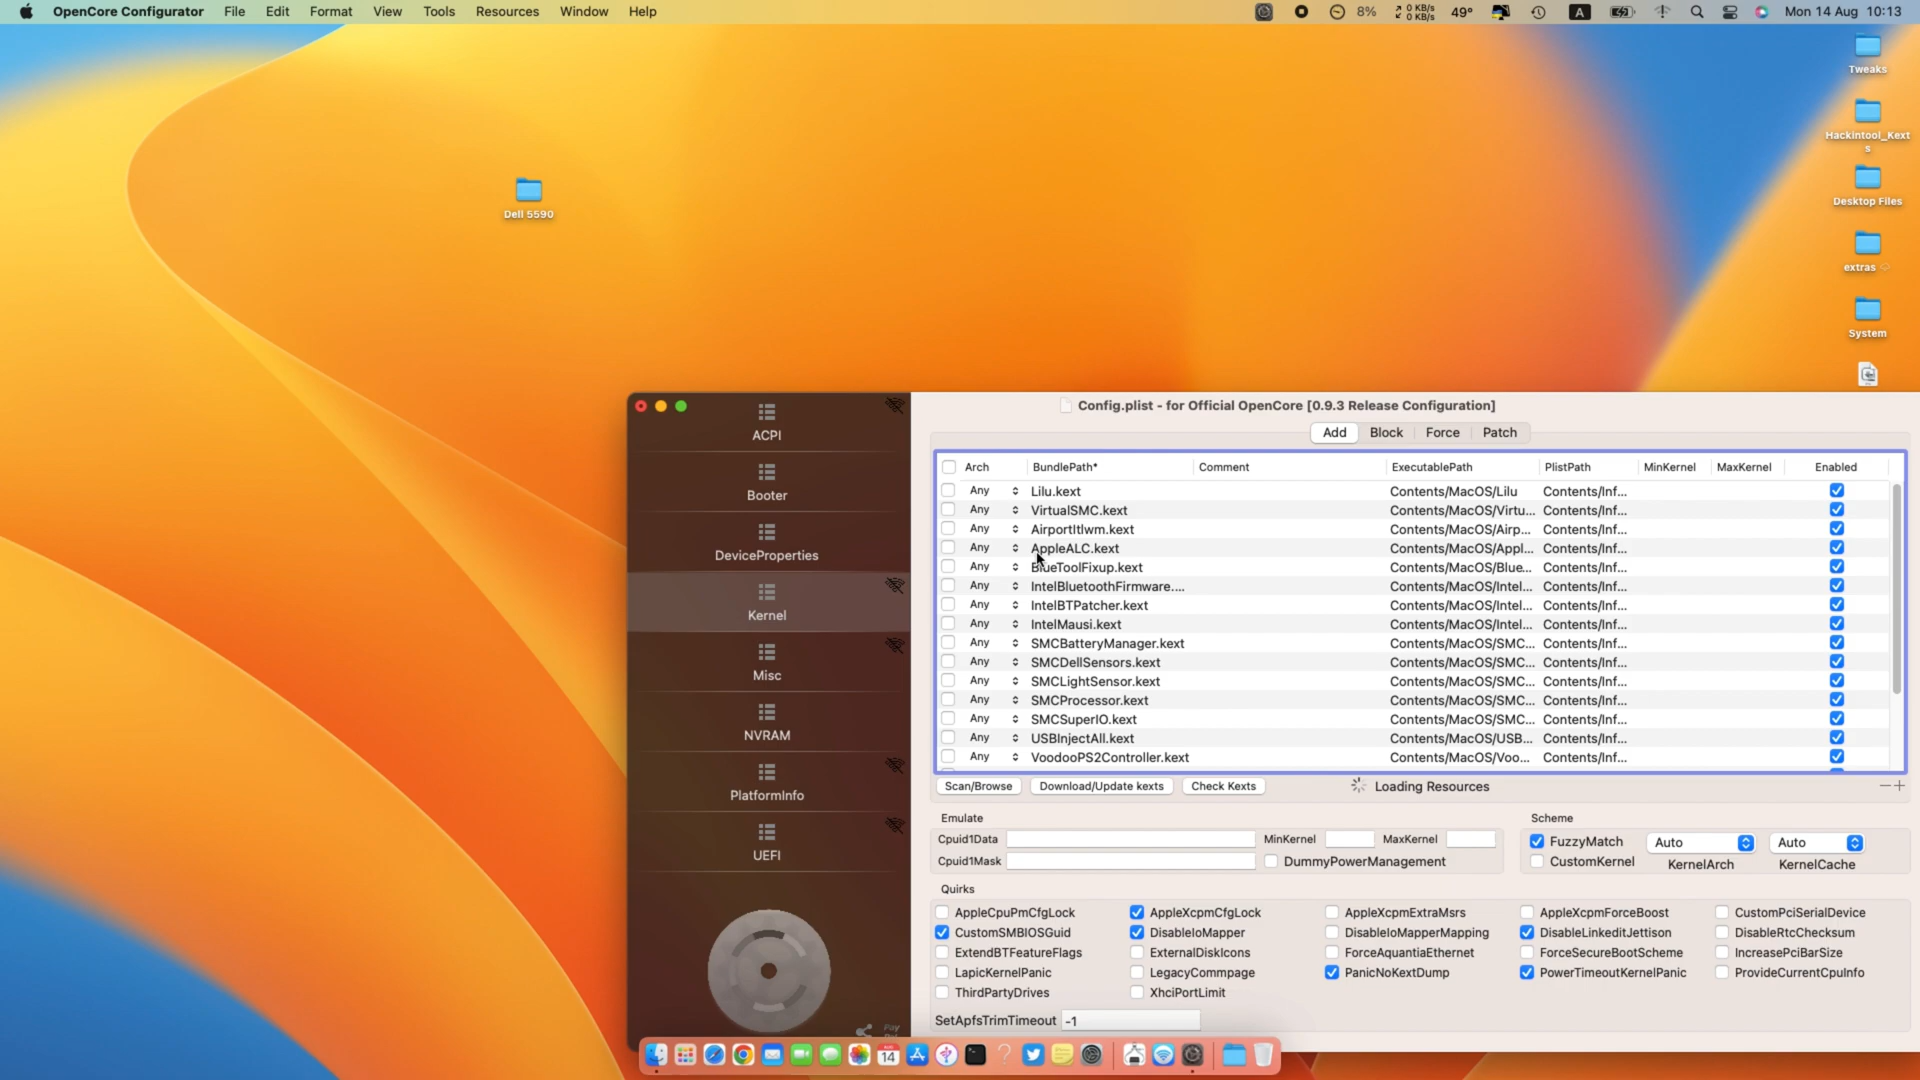 OpenCore Configurator File Edit Format View Tools Resources Window Help 8% 0 KB/s 0 KB/s 49° A Mon 14 Aug 10:13
Tweaks
Hackintool_Kext
s
Desktop Files
extras
System
Dell 5590
Config.plist - for Official OpenCore [0.9.3 Release Configuration]
ACPI
Booter
DeviceProperties
Kernel
Misc
NVRAM
PlatformInfo
UEFI
Add Block Force Patch
Arch BundlePath* Comment ExecutablePath PlistPath MinKernel MaxKernel Enabled
Any Lilu.kext Contents/MacOS/Lilu Contents/Inf...
Any VirtualSMC.kext Contents/MacOS/Virtu... Contents/Inf...
Any AirportItlwm.kext Contents/MacOS/Airp... Contents/Inf...
Any AppleALC.kext Contents/MacOS/Appl... Contents/Inf...
Any BlueToolFixup.kext Contents/MacOS/Blue... Contents/Inf...
Any IntelBluetoothFirmware.... Contents/MacOS/Intel... Contents/Inf...
Any IntelBTPatcher.kext Contents/MacOS/Intel... Contents/Inf...
Any IntelMausi.kext Contents/MacOS/Intel... Contents/Inf...
Any SMCBatteryManager.kext Contents/MacOS/SMC... Contents/Inf...
Any SMCDellSensors.kext Contents/MacOS/SMC... Contents/Inf...
Any SMCLightSensor.kext Contents/MacOS/SMC... Contents/Inf...
Any SMCProcessor.kext Contents/MacOS/SMC... Contents/Inf...
Any SMCSuperIO.kext Contents/MacOS/SMC... Contents/Inf...
Any USBInjectAll.kext Contents/MacOS/USB... Contents/Inf...
Any VoodooPS2Controller.kext Contents/MacOS/Voo... Contents/Inf...
Scan/Browse Download/Update kexts Check Kexts Loading Resources
Emulate Scheme
Cpuid1Data MinKernel MaxKernel FuzzyMatch Auto Auto
Cpuid1Mask DummyPowerManagement CustomKernel KernelArch KernelCache
Quirks
AppleCpuPmCfgLock AppleXcpmCfgLock AppleXcpmExtraMsrs AppleXcpmForceBoost CustomPciSerialDevice
CustomSMBIOSGuid DisableIoMapper DisableIoMapperMapping DisableLinkeditJettison DisableRtcChecksum
ExtendBTFeatureFlags ExternalDiskIcons ForceAquantiaEthernet ForceSecureBootScheme IncreasePciBarSize
LapicKernelPanic LegacyCommpage PanicNoKextDump PowerTimeoutKernelPanic ProvideCurrentCpuInfo
ThirdPartyDrives XhciPortLimit
SetApfsTrimTimeout -1
AUG
14